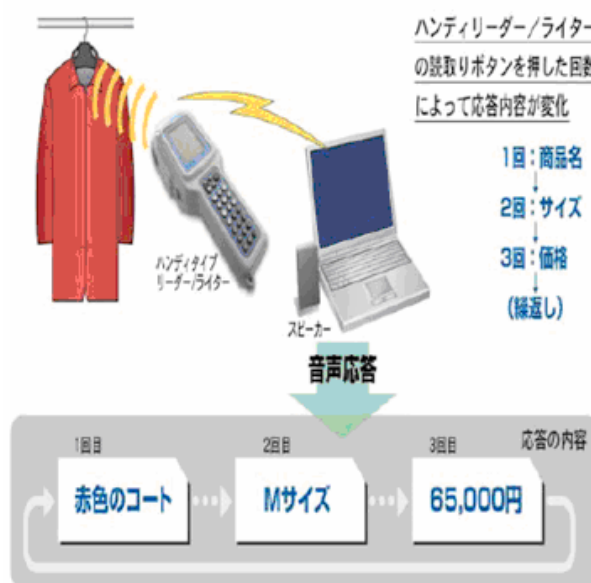 ハンディリーダー/ライター
の読取りボタンを押した回数
によって応答内容が変化
1回:商品名
2回:サイズ
3回:価格
(繰返し)
ハンディタイプ
リーダー/ライター
スピーカー
音声応答
応答の内容
1回目
赤色のコート
2回目
Mサイズ
3回目
65,000円